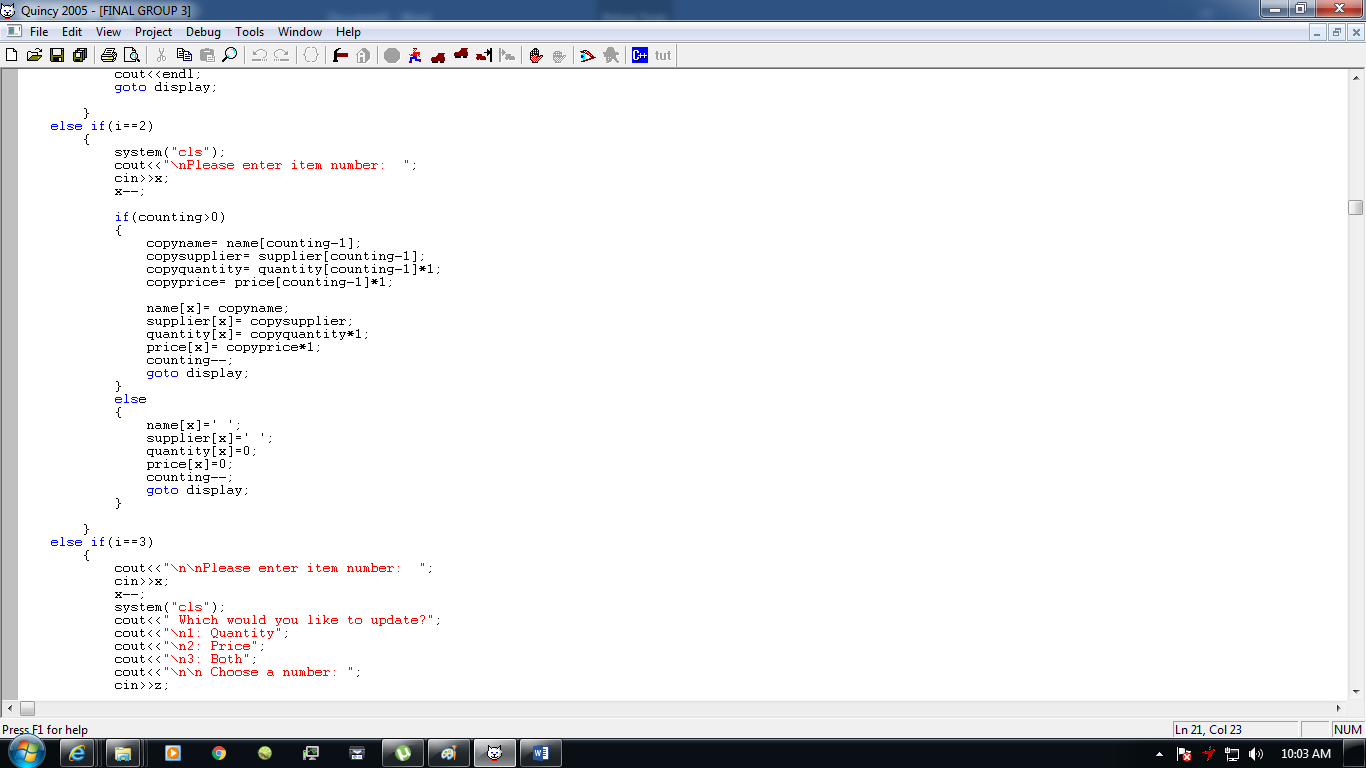 Quincy 2005 - [FINAL GROUP 3]
File Edit View Project Debug Tools Window Help
C++ tut
cout<<endl;
goto display;
}
else if(i==2)
{
system("cls");
cout<<"\nPlease enter item number:  ";
cin>>x;
x--;
if(counting>0)
{
copyname= name[counting-1];
copysupplier= supplier[counting-1];
copyquantity= quantity[counting-1]*1;
copyprice= price[counting-1]*1;
name[x]= copyname;
supplier[x]= copysupplier;
quantity[x]= copyquantity*1;
price[x]= copyprice*1;
counting--;
goto display;
}
else
{
name[x]=' ';
supplier[x]=' ';
quantity[x]=0;
price[x]=0;
counting--;
goto display;
}
}
else if(i==3)
{
cout<<"\n\nPlease enter item number:  ";
cin>>x;
x--;
system("cls");
cout<<" Which would you like to update?";
cout<<"\n1: Quantity";
cout<<"\n2: Price";
cout<<"\n3: Both";
cout<<"\n\n Choose a number: ";
cin>>z;
Press F1 for help
Ln 21, Col 23
NUM
10:03 AM